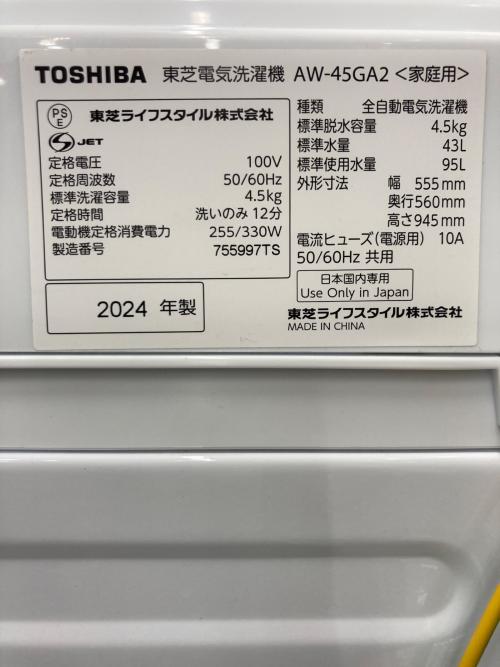 TOSHIBA 東芝電気洗濯機 AW-45GA2 <家庭用>
PS
E
東芝ライフスタイル株式会社
S JET
定格電圧 100V
定格周波数 50/60Hz
標準洗濯容量 4.5kg
定格時間 洗いのみ 12分
電動機定格消費電力 255/330W
製造番号 755997TS
2024 年製
種類 全自動電気洗濯機
標準脱水容量 4.5kg
標準水量 43L
標準使用水量 95L
外形寸法 幅 555mm
奥行560mm
高さ945mm
電流ヒューズ(電源用) 10A
50/60Hz 共用
日本国内専用
Use Only in Japan
東芝ライフスタイル株式会社
MADE IN CHINA